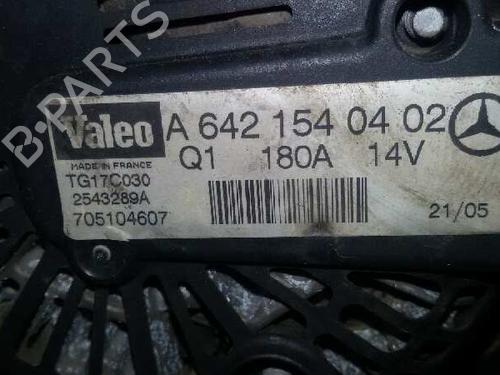 B-PARTS
Valeo A 642 154 04 02
MADE IN FRANCE Q1 180A 14V
TG17C030
2543289A
705104607 21/05